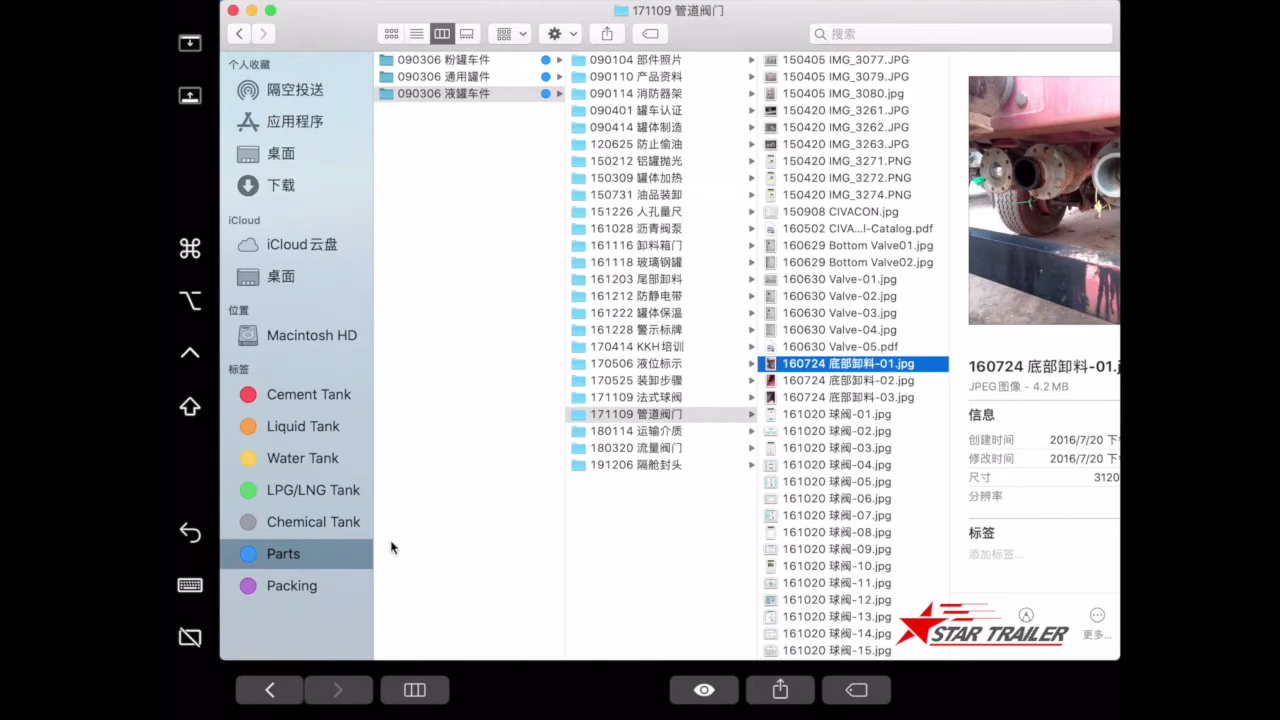 171109 管道阀门
搜索
个人收藏
隔空投送
应用程序
桌面
下载
iCloud
iCloud云盘
桌面
位置
Macintosh HD
标签
Cement Tank
Liquid Tank
Water Tank
LPG/LNG Tank
Chemical Tank
Parts
Packing
090306 粉罐车件
090306 通用罐件
090306 液罐车件
090104 部件照片
090110 产品资料
090114 消防器架
090401 罐车认证
090414 罐体制造
120625 防止偷油
150212 铝罐抛光
150309 罐体加热
150731 油品装卸
151226 人孔量尺
161028 沥青阀泵
161116 卸料箱门
161118 玻璃钢罐
161203 尾部卸料
161212 防静电带
161222 罐体保温
161228 警示标牌
170414 KKH培训
170506 液位标示
170525 装卸步骤
171109 法式球阀
171109 管道阀门
180114 运输介质
180320 流量阀门
191206 隔舱封头
150405 IMG_3077.JPG
150405 IMG_3079.JPG
150405 IMG_3080.jpg
150420 IMG_3261.JPG
150420 IMG_3262.JPG
150420 IMG_3263.JPG
150420 IMG_3271.PNG
150420 IMG_3272.PNG
150420 IMG_3274.PNG
150908 CIVACON.jpg
160502 CIVA...l-Catalog.pdf
160629 Bottom Valve01.jpg
160629 Bottom Valve02.jpg
160630 Valve-01.jpg
160630 Valve-02.jpg
160630 Valve-03.jpg
160630 Valve-04.jpg
160630 Valve-05.pdf
160724 底部卸料-01.jpg
160724 底部卸料-02.jpg
160724 底部卸料-03.jpg
161020 球阀-01.jpg
161020 球阀-02.jpg
161020 球阀-03.jpg
161020 球阀-04.jpg
161020 球阀-05.jpg
161020 球阀-06.jpg
161020 球阀-07.jpg
161020 球阀-08.jpg
161020 球阀-09.jpg
161020 球阀-10.jpg
161020 球阀-11.jpg
161020 球阀-12.jpg
161020 球阀-13.jpg
161020 球阀-14.jpg
161020 球阀-15.jpg
160724 底部卸料-01.j
JPEG图像 - 4.2 MB
信息
创建时间 2016/7/20 下
修改时间 2016/7/20 下
尺寸 3120
分辨率
标签
添加标签...
更多...
STAR TRAILER